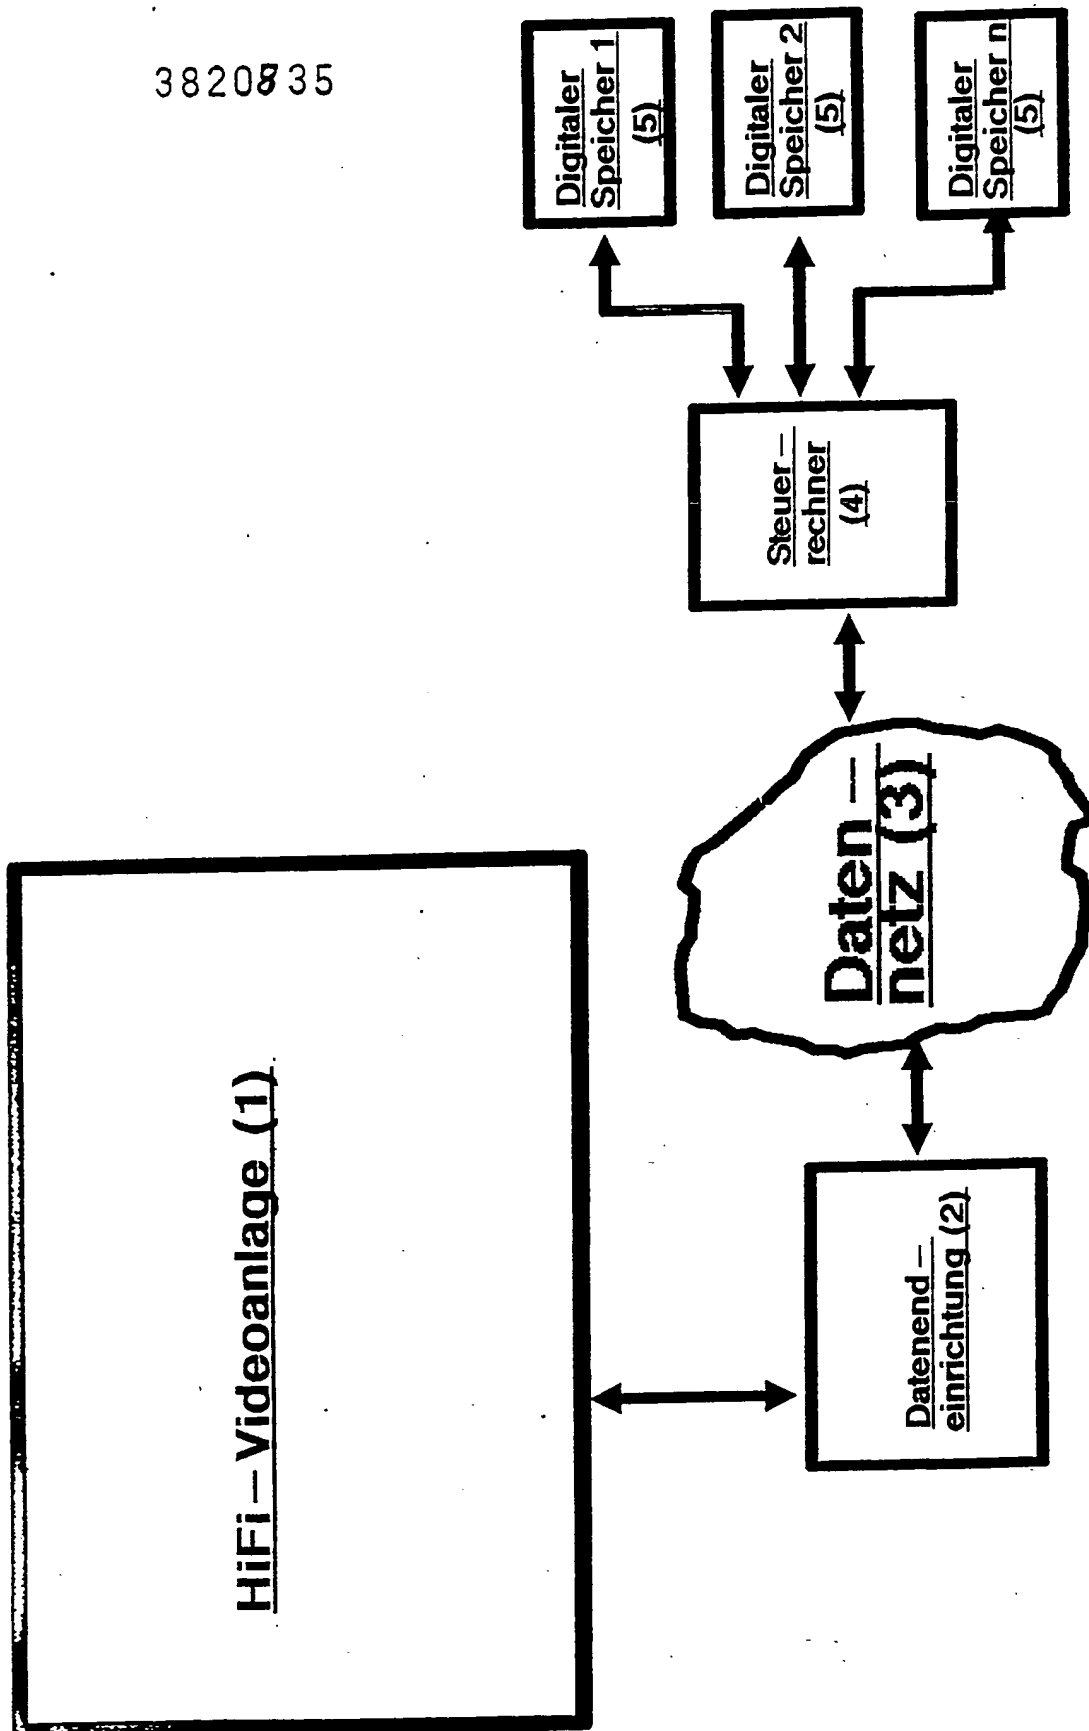 3820835
HiFi–Videoanlage (1)
Datenend–
einrichtung (2)
Daten–
netz (3)
Steuer–
rechner
(4)
Digitaler
Speicher 1
(5)
Digitaler
Speicher 2
(5)
Digitaler
Speicher n
(5)